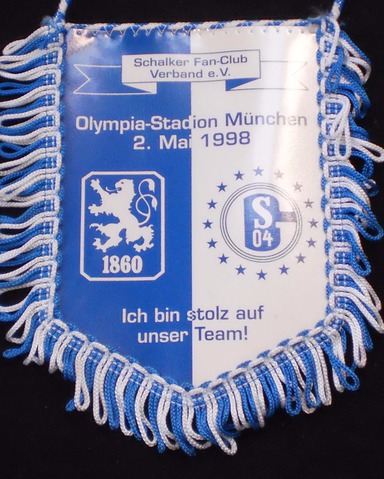 Schalker Fan-Club
Verband e.V.
Olympia-Stadion München
2. Mai 1998
1860
S
04
Ich bin stolz auf
unser Team!